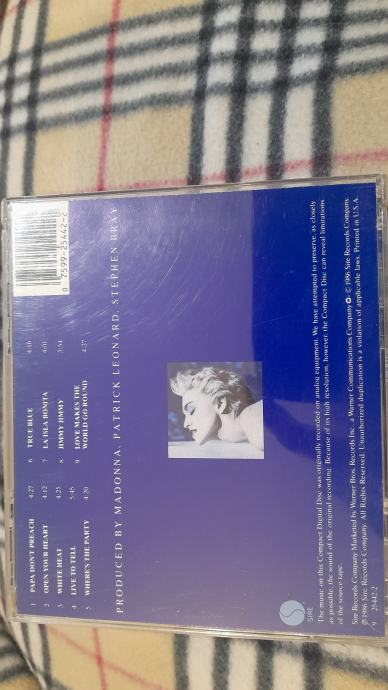 1 PAPA DON'T PREACH 4:27
2 OPEN YOUR HEART 4:12
3 WHITE HEAT 4:25
4 LIVE TO TELL 5:45
5 WHERE'S THE PARTY 4:20
6 TRUE BLUE 4:16
7 LA ISLA BONITA 4:01
8 JIMMY JIMMY 3:54
9 LOVE MAKES THE
WORLD GO ROUND 4:27
0 7599-25442-2
PRODUCED BY MADONNA, PATRICK LEONARD, STEPHEN BRAY
SIRE
The music on this Compact Digital Disc was originally recorded on analog equipment. We have attempted to preserve, as closely
as possible, the sound of the original recording. Because of its high resolution, however, the Compact Disc can reveal limitations
of the source tape.
Sire Records Company Marketed by Warner Bros. Records Inc., a Warner Communications Company. © 1986 Sire Records Company
℗ 1986 Sire Records Company. All Rights Reserved. Unauthorized duplication is a violation of applicable laws. Printed in U.S.A.
9 25442-2